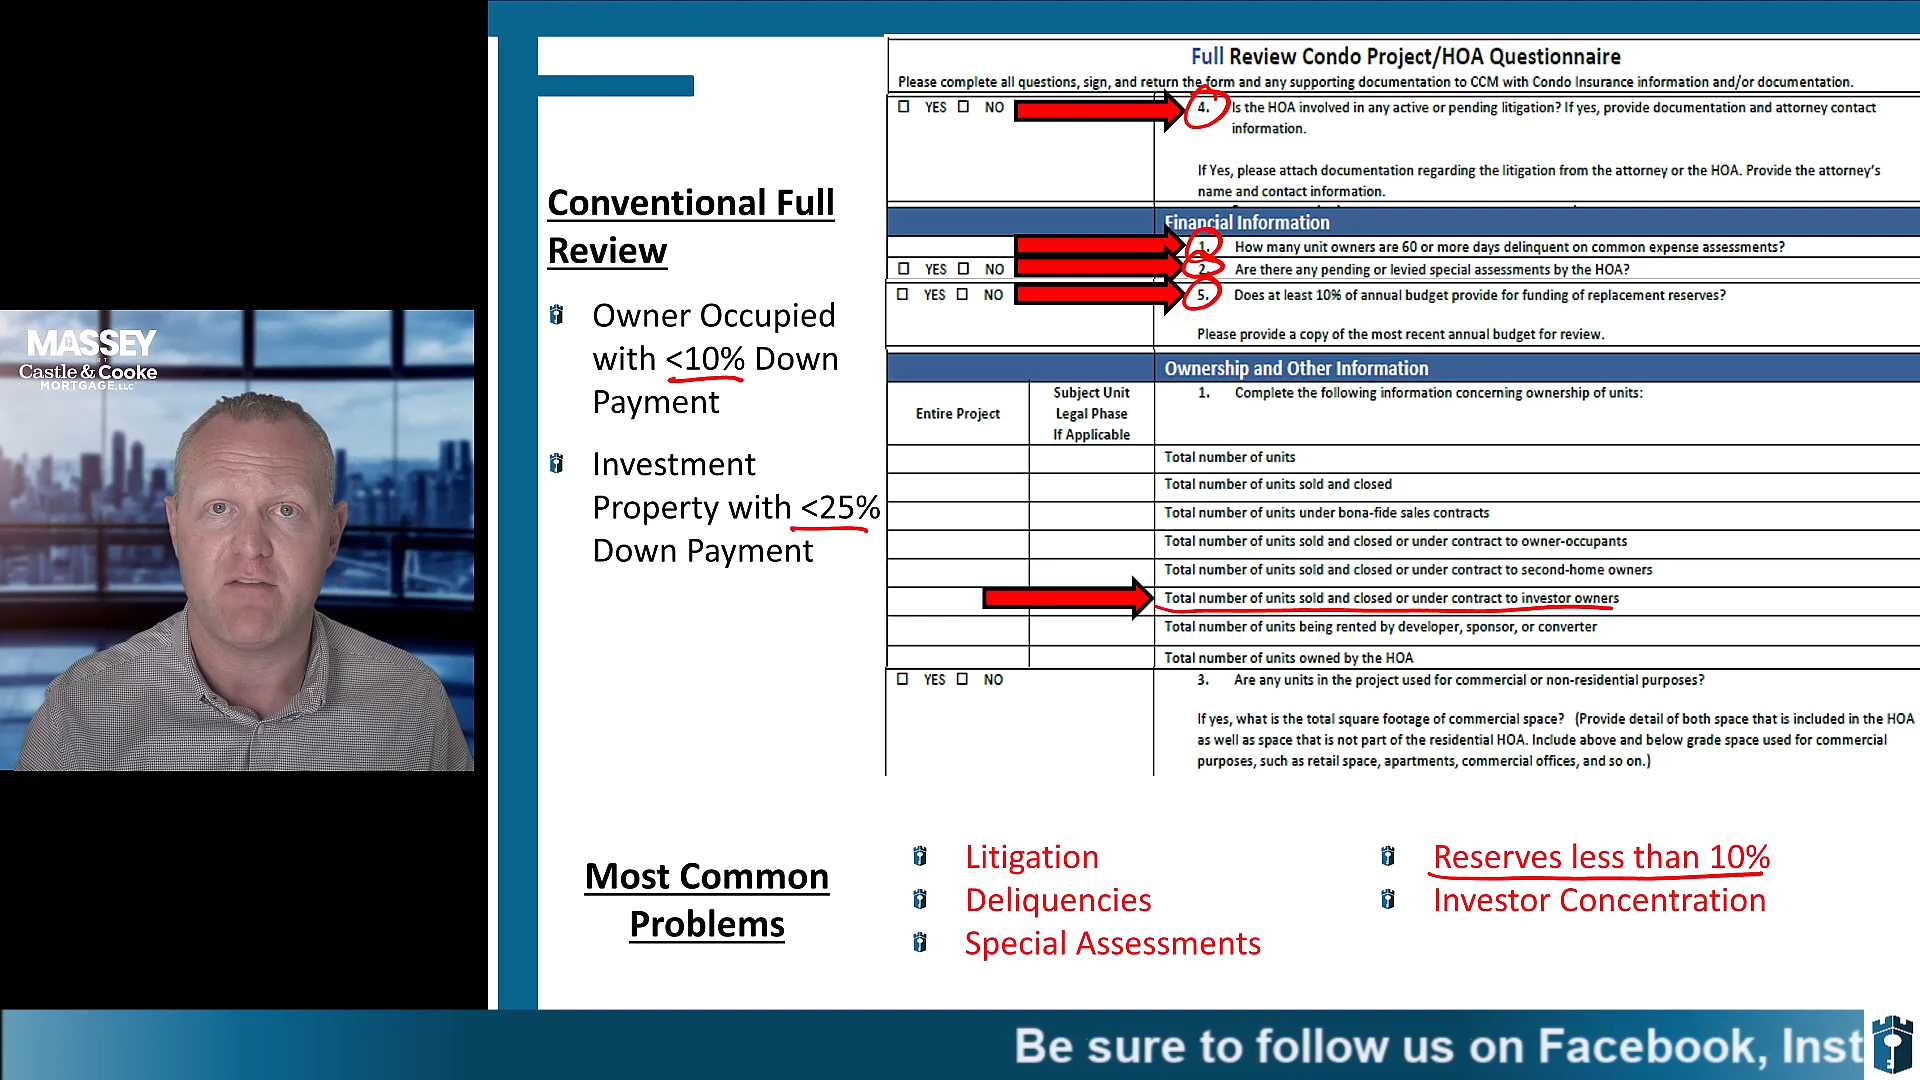 MASSEY
AT
Castle & Cooke
MORTGAGE, LLC
Conventional Full
Review
Owner Occupied
with <10% Down
Payment
Investment
Property with <25%
Down Payment
Full Review Condo Project/HOA Questionnaire
Please complete all questions, sign, and return the form and any supporting documentation to CCM with Condo Insurance information and/or documentation.
YES NO 4. Is the HOA involved in any active or pending litigation? If yes, provide documentation and attorney contact
information.
If Yes, please attach documentation regarding the litigation from the attorney or the HOA. Provide the attorney's
name and contact information.
Financial Information
1. How many unit owners are 60 or more days delinquent on common expense assessments?
YES NO 2. Are there any pending or levied special assessments by the HOA?
YES NO 5. Does at least 10% of annual budget provide for funding of replacement reserves?
Please provide a copy of the most recent annual budget for review.
Ownership and Other Information
Entire Project
Subject Unit
Legal Phase
If Applicable
1. Complete the following information concerning ownership of units:
Total number of units
Total number of units sold and closed
Total number of units under bona-fide sales contracts
Total number of units sold and closed or under contract to owner-occupants
Total number of units sold and closed or under contract to second-home owners
Total number of units sold and closed or under contract to investor owners
Total number of units being rented by developer, sponsor, or converter
Total number of units owned by the HOA
YES NO 3. Are any units in the project used for commercial or non-residential purposes?
If yes, what is the total square footage of commercial space? (Provide detail of both space that is included in the HOA
as well as space that is not part of the residential HOA. Include above and below grade space used for commercial
purposes, such as retail space, apartments, commercial offices, and so on.)
Most Common
Problems
Litigation
Deliquencies
Special Assessments
Reserves less than 10%
Investor Concentration
Be sure to follow us on Facebook, Inst